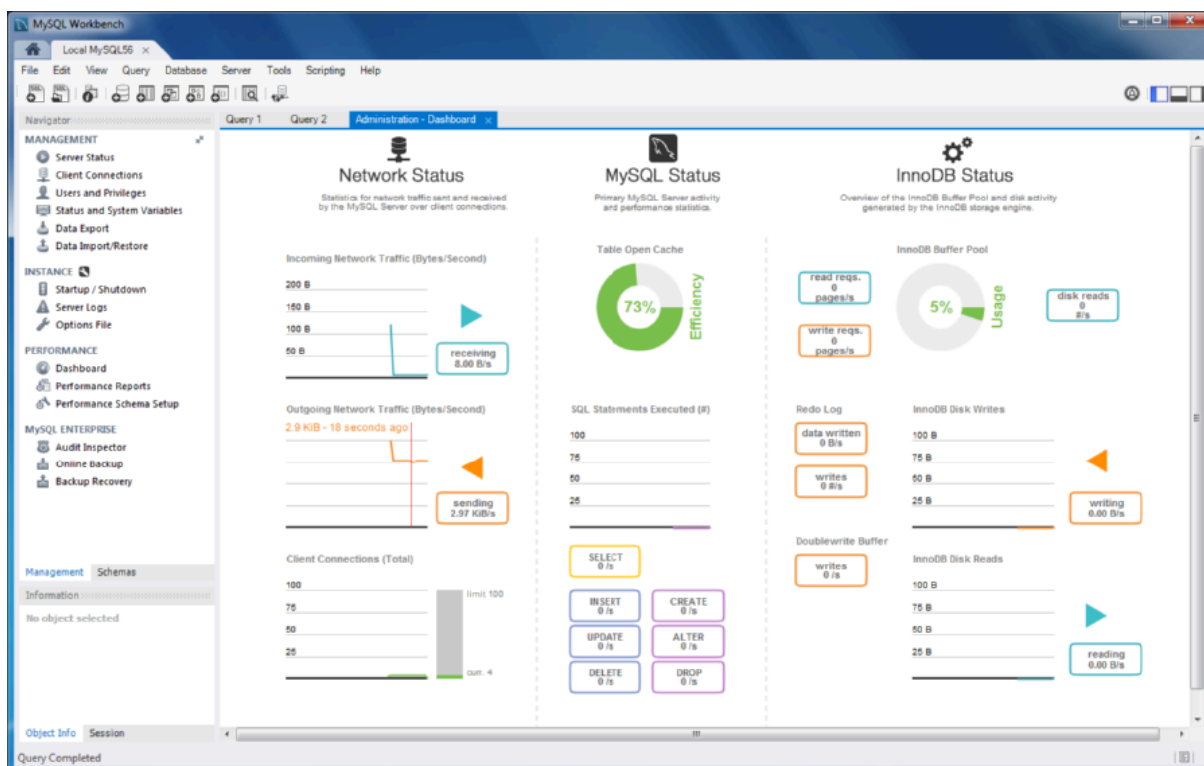 MySQL Workbench
Local MySQL56
File Edit View Query Database Server Tools Scripting Help
Navigator
MANAGEMENT
Server Status
Client Connections
Users and Privileges
Status and System Variables
Data Export
Data Import/Restore
INSTANCE
Startup / Shutdown
Server Logs
Options File
PERFORMANCE
Dashboard
Performance Reports
Performance Schema Setup
MySQL ENTERPRISE
Audit Inspector
Online Backup
Backup Recovery
Management Schemas
Information
No object selected
Object Info Session
Query Completed
Query 1 Query 2 Administration - Dashboard
Network Status
Statistics for network traffic sent and received
by the MySQL Server over client connections.
Incoming Network Traffic (Bytes/Second)
200 B
150 B
100 B
50 B
receiving
8.00 B/s
Outgoing Network Traffic (Bytes/Second)
2.9 KiB - 18 seconds ago
sending
2.97 KiB/s
Client Connections (Total)
100
75
50
25
limit 100
curr. 4
MySQL Status
Primary MySQL Server activity
and performance statistics.
Table Open Cache
73%
Efficiency
SQL Statements Executed (#)
100
75
50
25
SELECT
0 /s
INSERT
0 /s
CREATE
0 /s
UPDATE
0 /s
ALTER
0 /s
DELETE
0 /s
DROP
0 /s
InnoDB Status
Overview of the InnoDB Buffer Pool and disk activity
generated by the InnoDB storage engine.
InnoDB Buffer Pool
read reqs.
0
pages/s
write reqs.
0
pages/s
5%
Usage
disk reads
0
#/s
Redo Log
data written
0 B/s
writes
0 #/s
InnoDB Disk Writes
100 B
75 B
50 B
25 B
writing
0.00 B/s
Doublewrite Buffer
writes
0 /s
InnoDB Disk Reads
100 B
75 B
50 B
25 B
reading
0.00 B/s